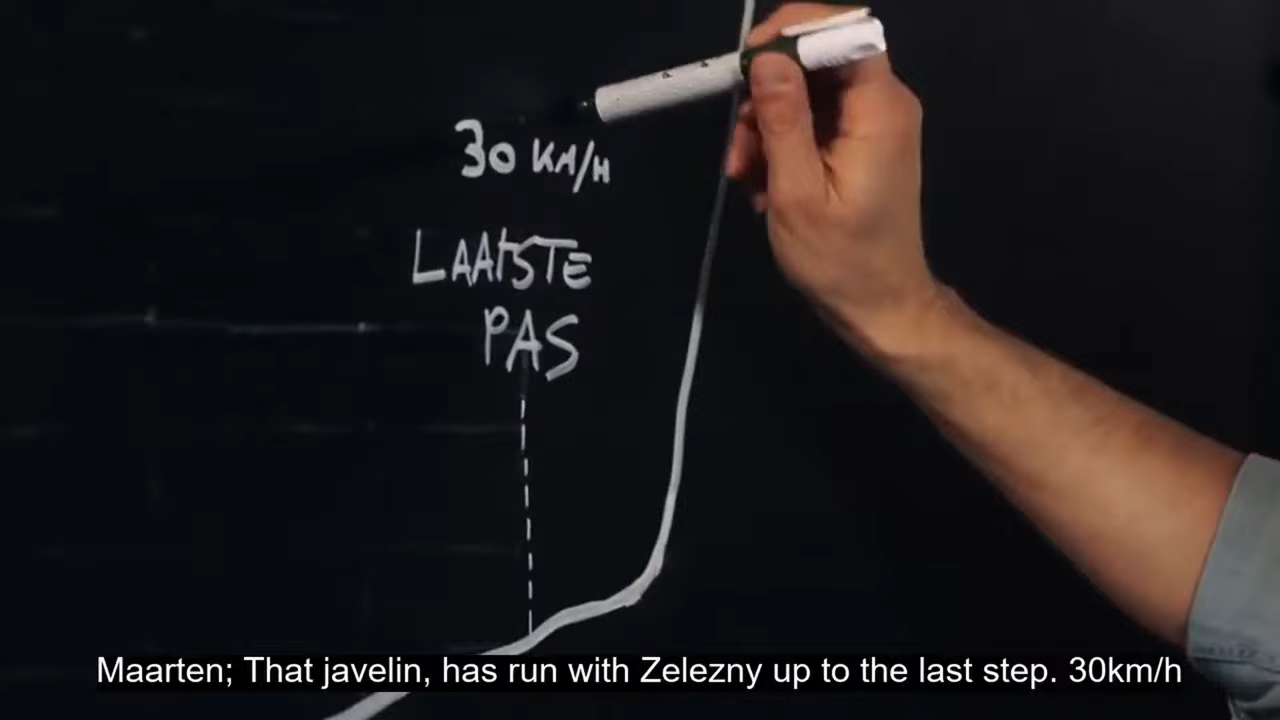 30 KM/H
LAATSTE
PAS
Maarten; That javelin, has run with Zelezny up to the last step. 30km/h